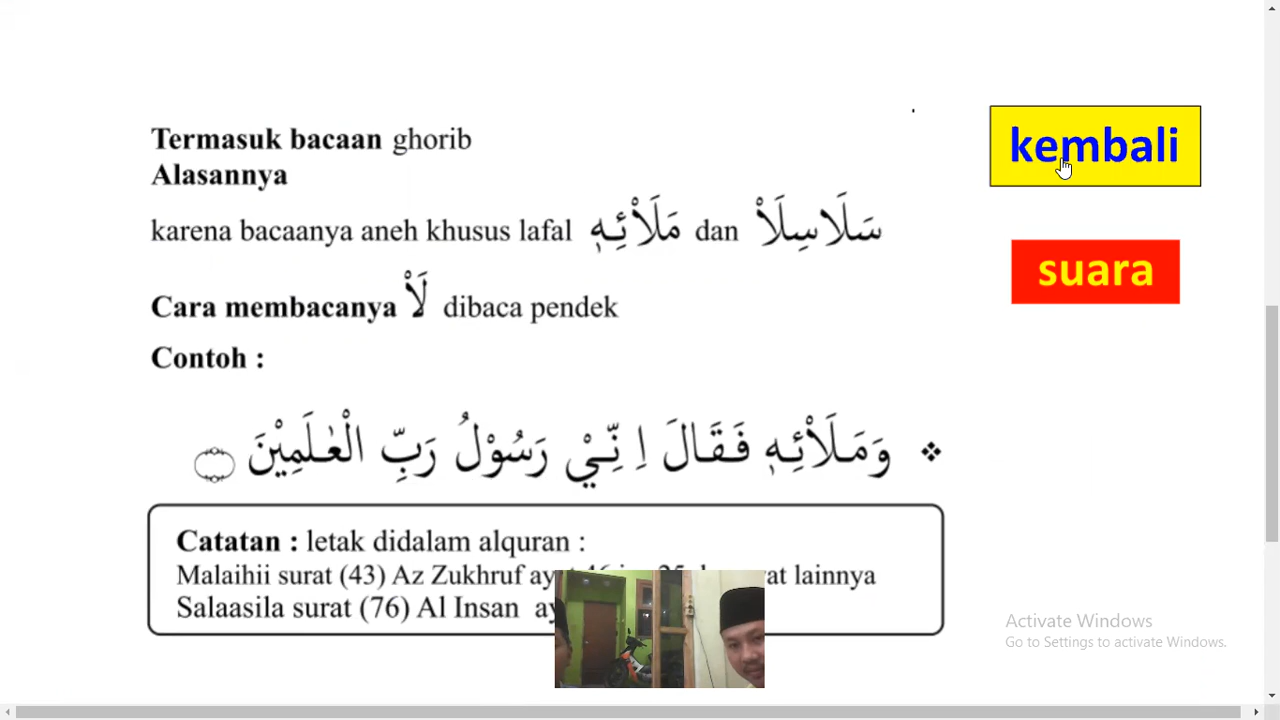 Termasuk bacaan ghorib
Alasannya
karena bacaanya aneh khusus lafal مَلَا۟ئِهٖ dan سَلَاسِلَا۟
Cara membacanya لَا۟ dibaca pendek
Contoh :
❖ وَمَلَا۟ئِهٖ فَقَالَ اِنِّيْ رَسُوْلُ رَبِّ الْعٰلَمِيْنَ
Catatan : letak didalam alquran :
Malaihii surat (43) Az Zukhruf lainnya
Salaasila surat (76) Al Insan
kembali
suara
Activate Windows
Go to Settings to activate Windows.